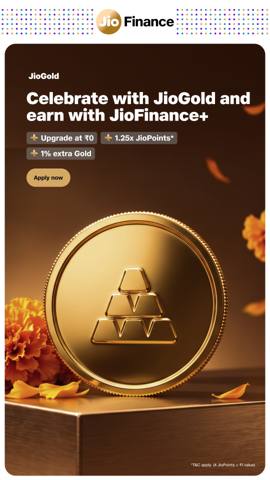 Jio Finance
JioGold
Celebrate with JioGold and
earn with JioFinance+
Upgrade at ₹0
1.25x JioPoints*
1% extra Gold
Apply now
*T&C apply. (4 JioPoints = ₹1 value)